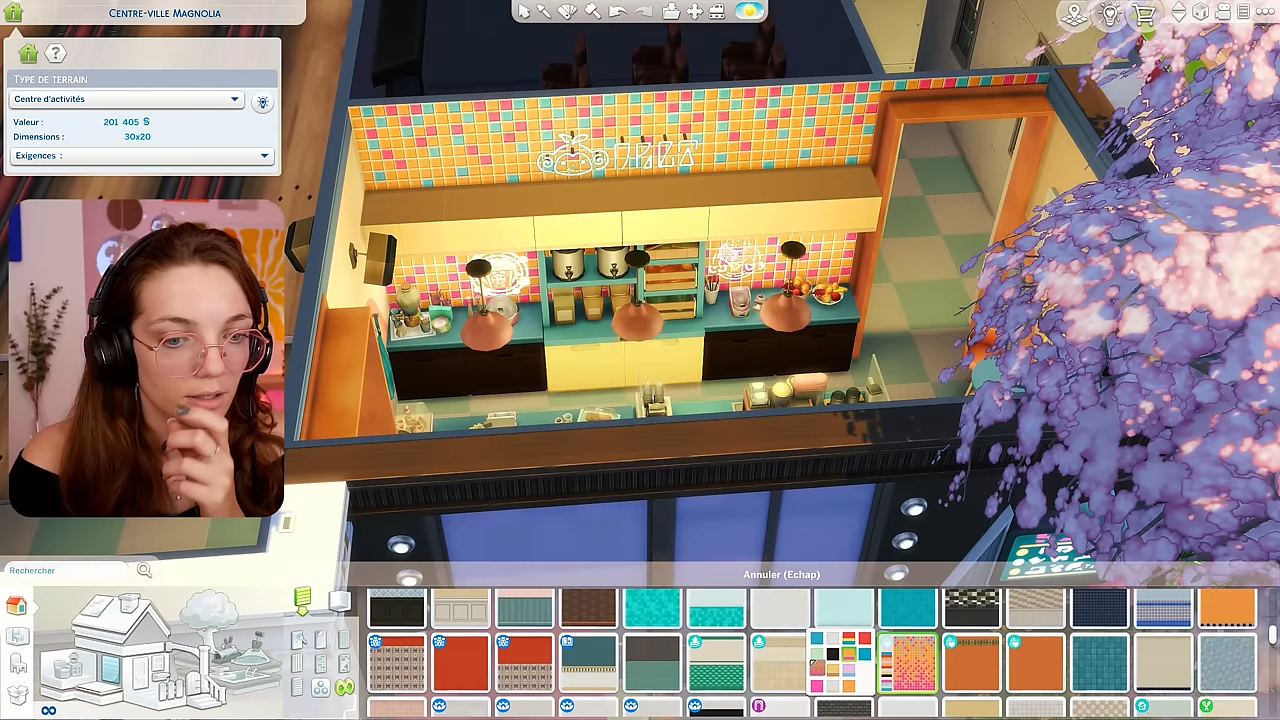 Centre-ville Magnolia
?
Type de terrain
Centre d'activités
Valeur :
201 405 $
Dimensions :
30x20
Exigences :
Annuler (Echap)
Rechercher